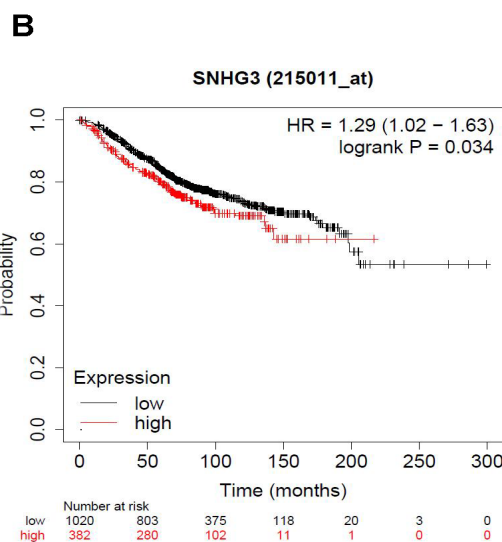 B
SNHG3 (215011_at)
HR = 1.29 (1.02 − 1.63)
logrank P = 0.034
Probability
1.0
0.8
0.6
0.4
0.2
0.0
Expression
low
high
0 50 100 150 200 250 300
Time (months)
Number at risk
low 1020 803 375 118 20 3 0
high 382 280 102 11 1 0 0